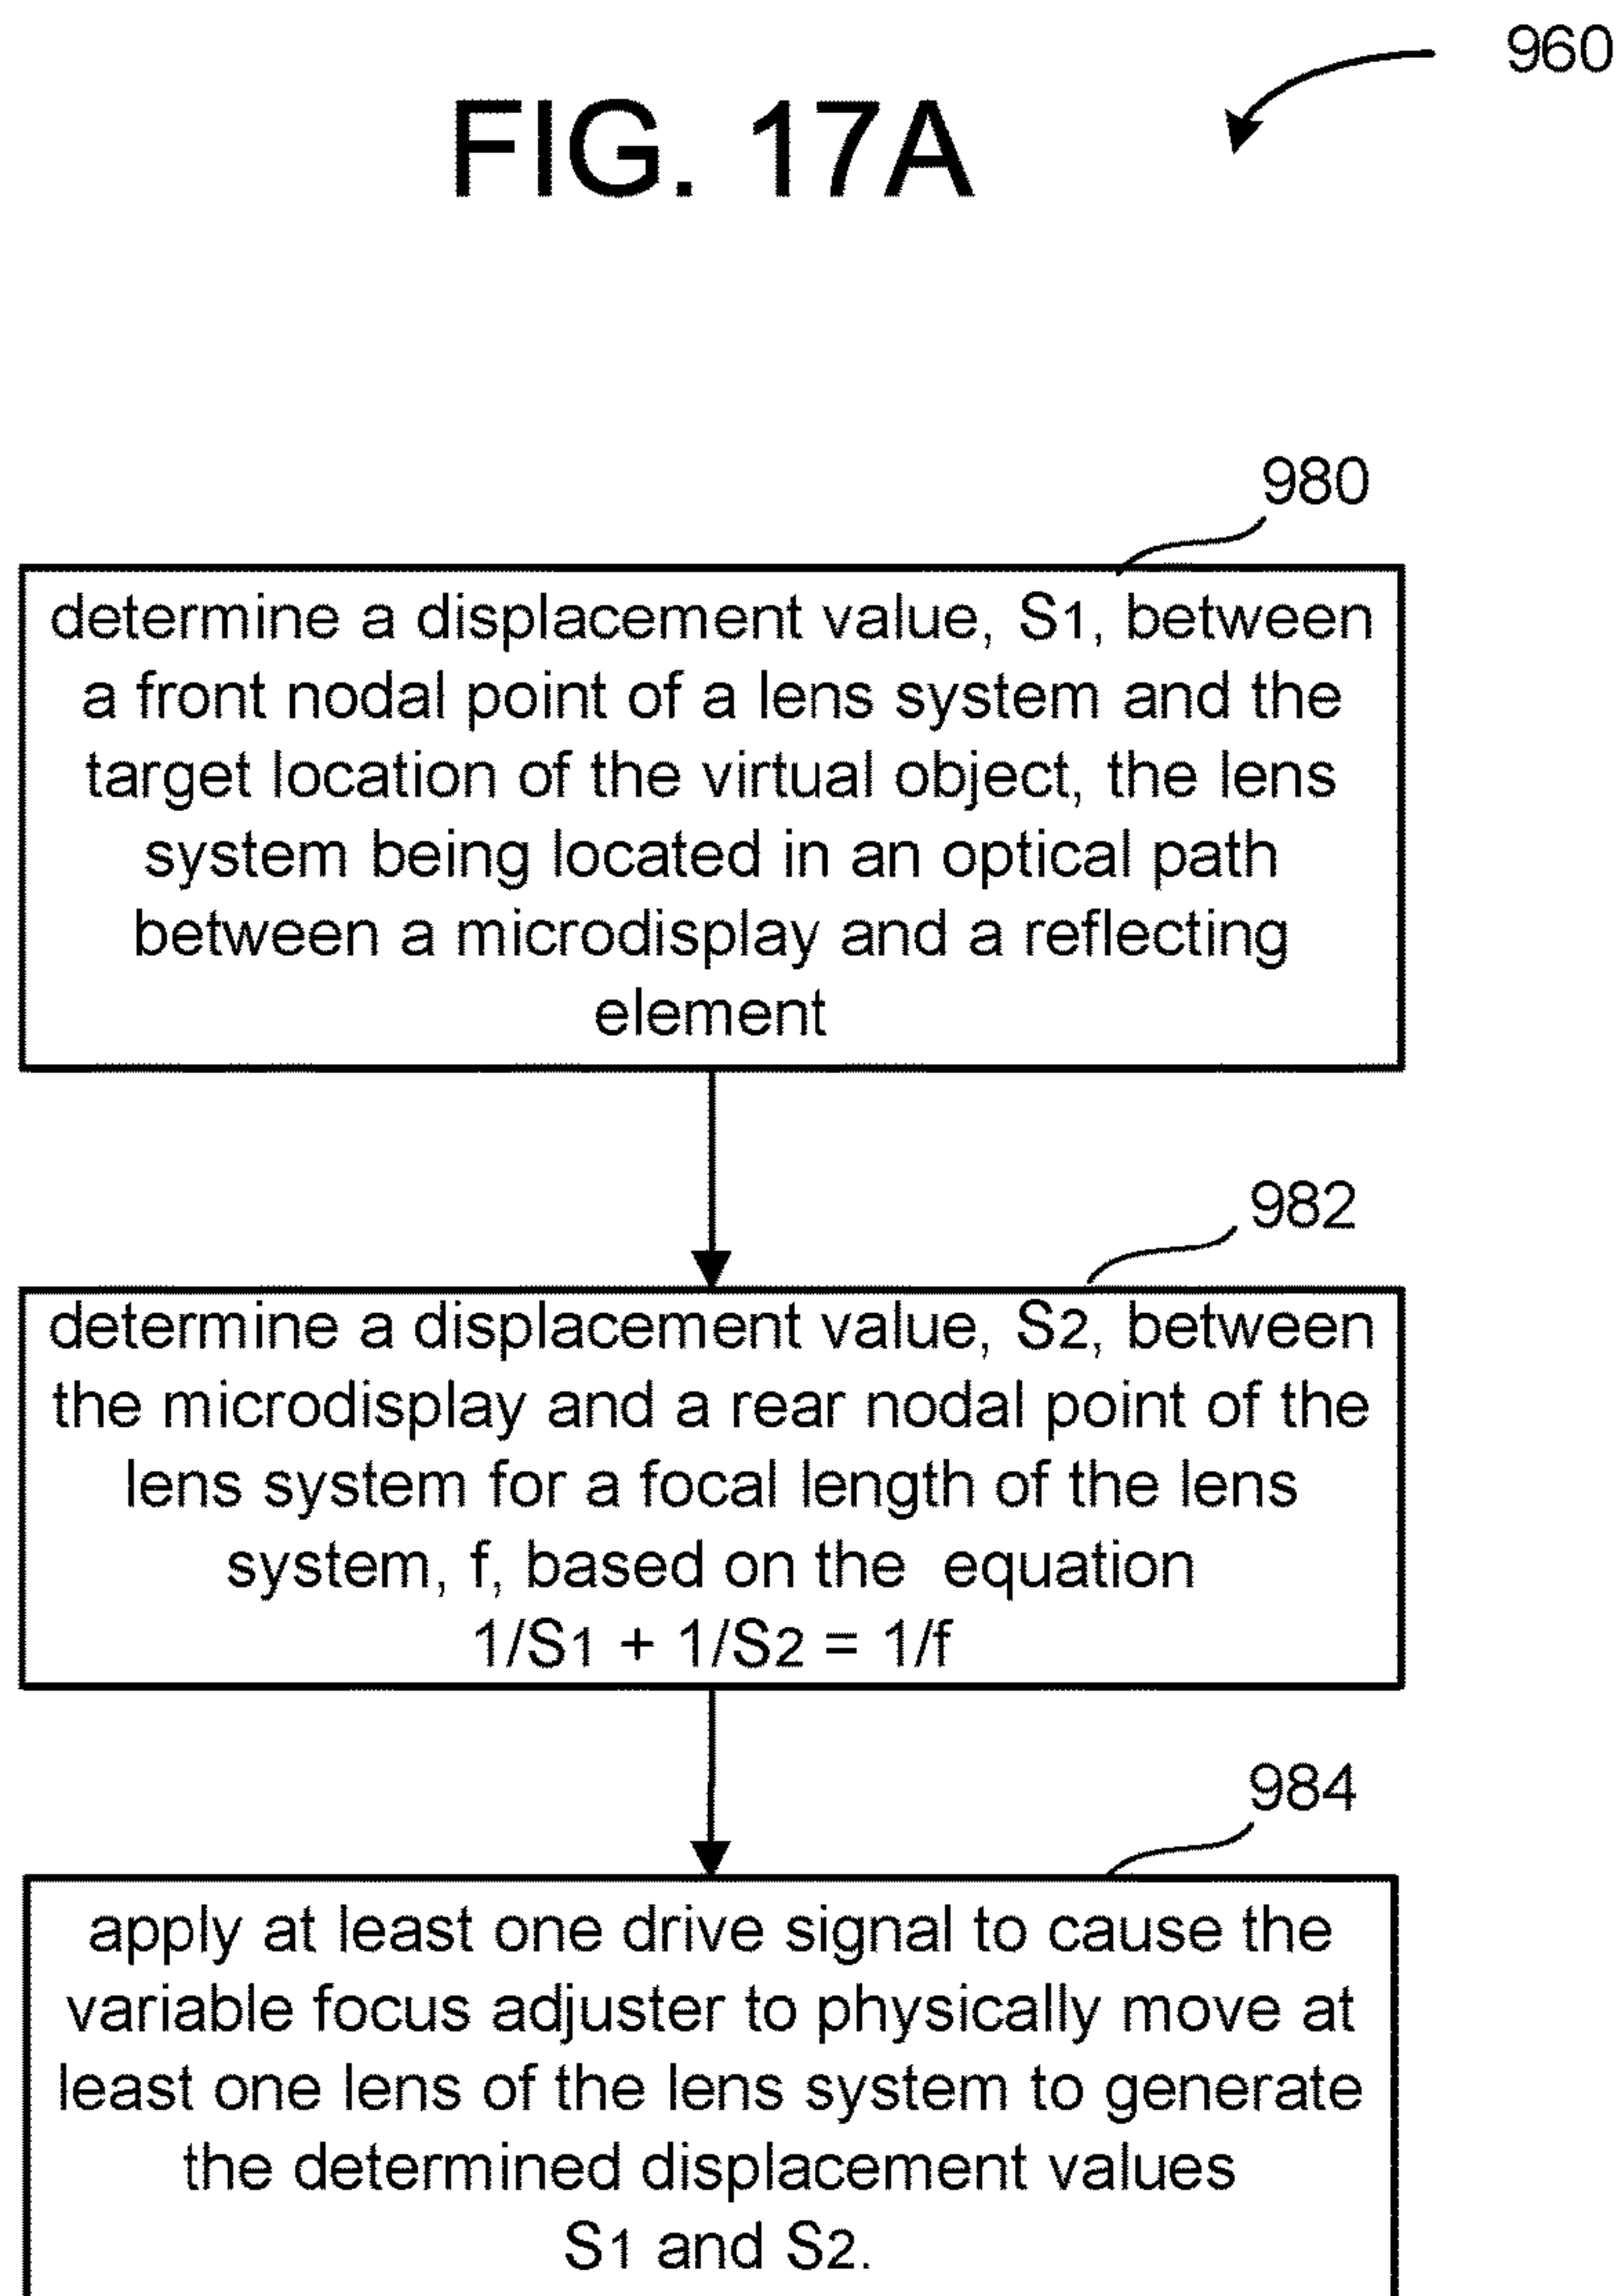 960
FIG. 17A
980
determine a displacement value, S1, between
a front nodal point of a lens system and the
target location of the virtual object, the lens
system being located in an optical path
between a microdisplay and a reflecting
element
982
determine a displacement value, S2, between
the microdisplay and a rear nodal point of the
lens system for a focal length of the lens
system, f, based on the equation
1/S1 + 1/S2 = 1/f
984
apply at least one drive signal to cause the
variable focus adjuster to physically move at
least one lens of the lens system to generate
the determined displacement values
S1 and S2.